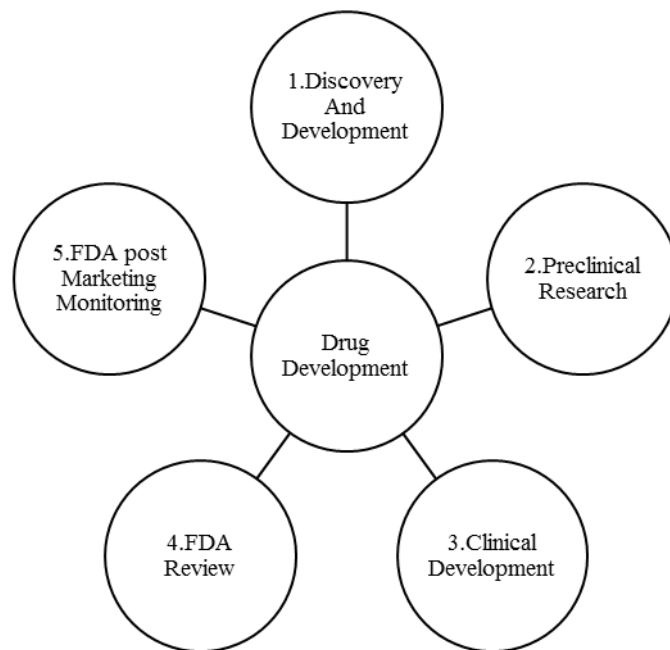 1.Discovery
And
Development
2.Preclinical
Research
3.Clinical
Development
4.FDA
Review
5.FDA post
Marketing
Monitoring
Drug
Development